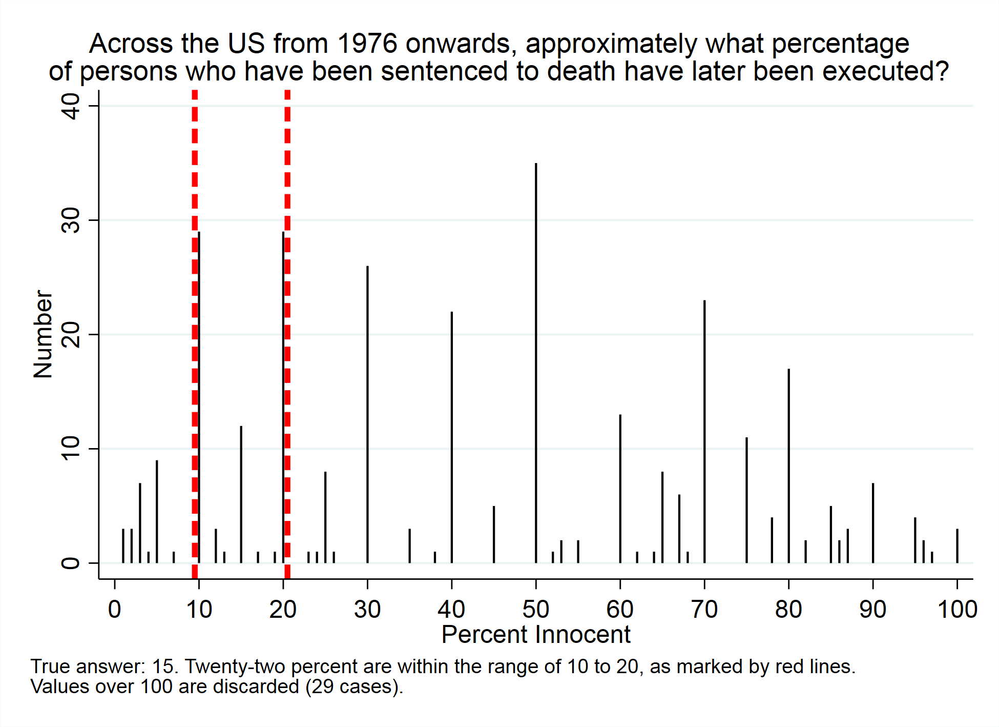 Across the US from 1976 onwards, approximately what percentage
of persons who have been sentenced to death have later been executed?
40
30
20
10
0
Number
0 10 20 30 40 50 60 70 80 90 100
Percent Innocent
True answer: 15. Twenty-two percent are within the range of 10 to 20, as marked by red lines.
Values over 100 are discarded (29 cases).